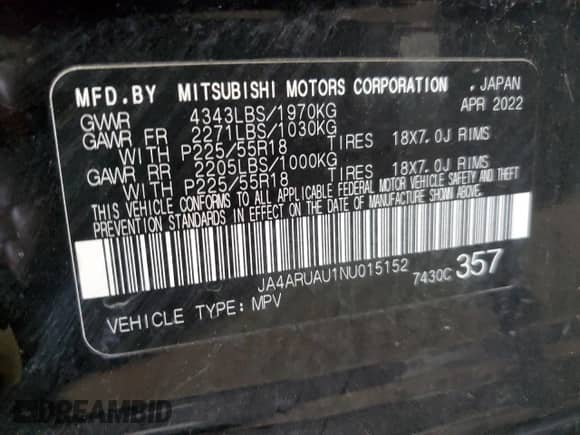 MFD.BY MITSUBISHI MOTORS CORPORATION , JAPAN
GVWR 4343LBS/1970KG APR 2022
GAWR FR 2271LBS/1030KG
WITH P225/55R18 TIRES 18X7.0J RIMS
GAWR RR 2205LBS/1000KG
WITH P225/55R18 TIRES 18X7.0J RIMS
THIS VEHICLE CONFORMS TO ALL APPLICABLE FEDERAL MOTOR VEHICLE SAFETY AND THEFT
PREVENTION STANDARDS IN EFFECT ON THE DATE OF MANUFACTURE SHOWN ABOVE.
JA4ARUAU1NU015152 7430C 357
VEHICLE TYPE: MPV
DREAMBID